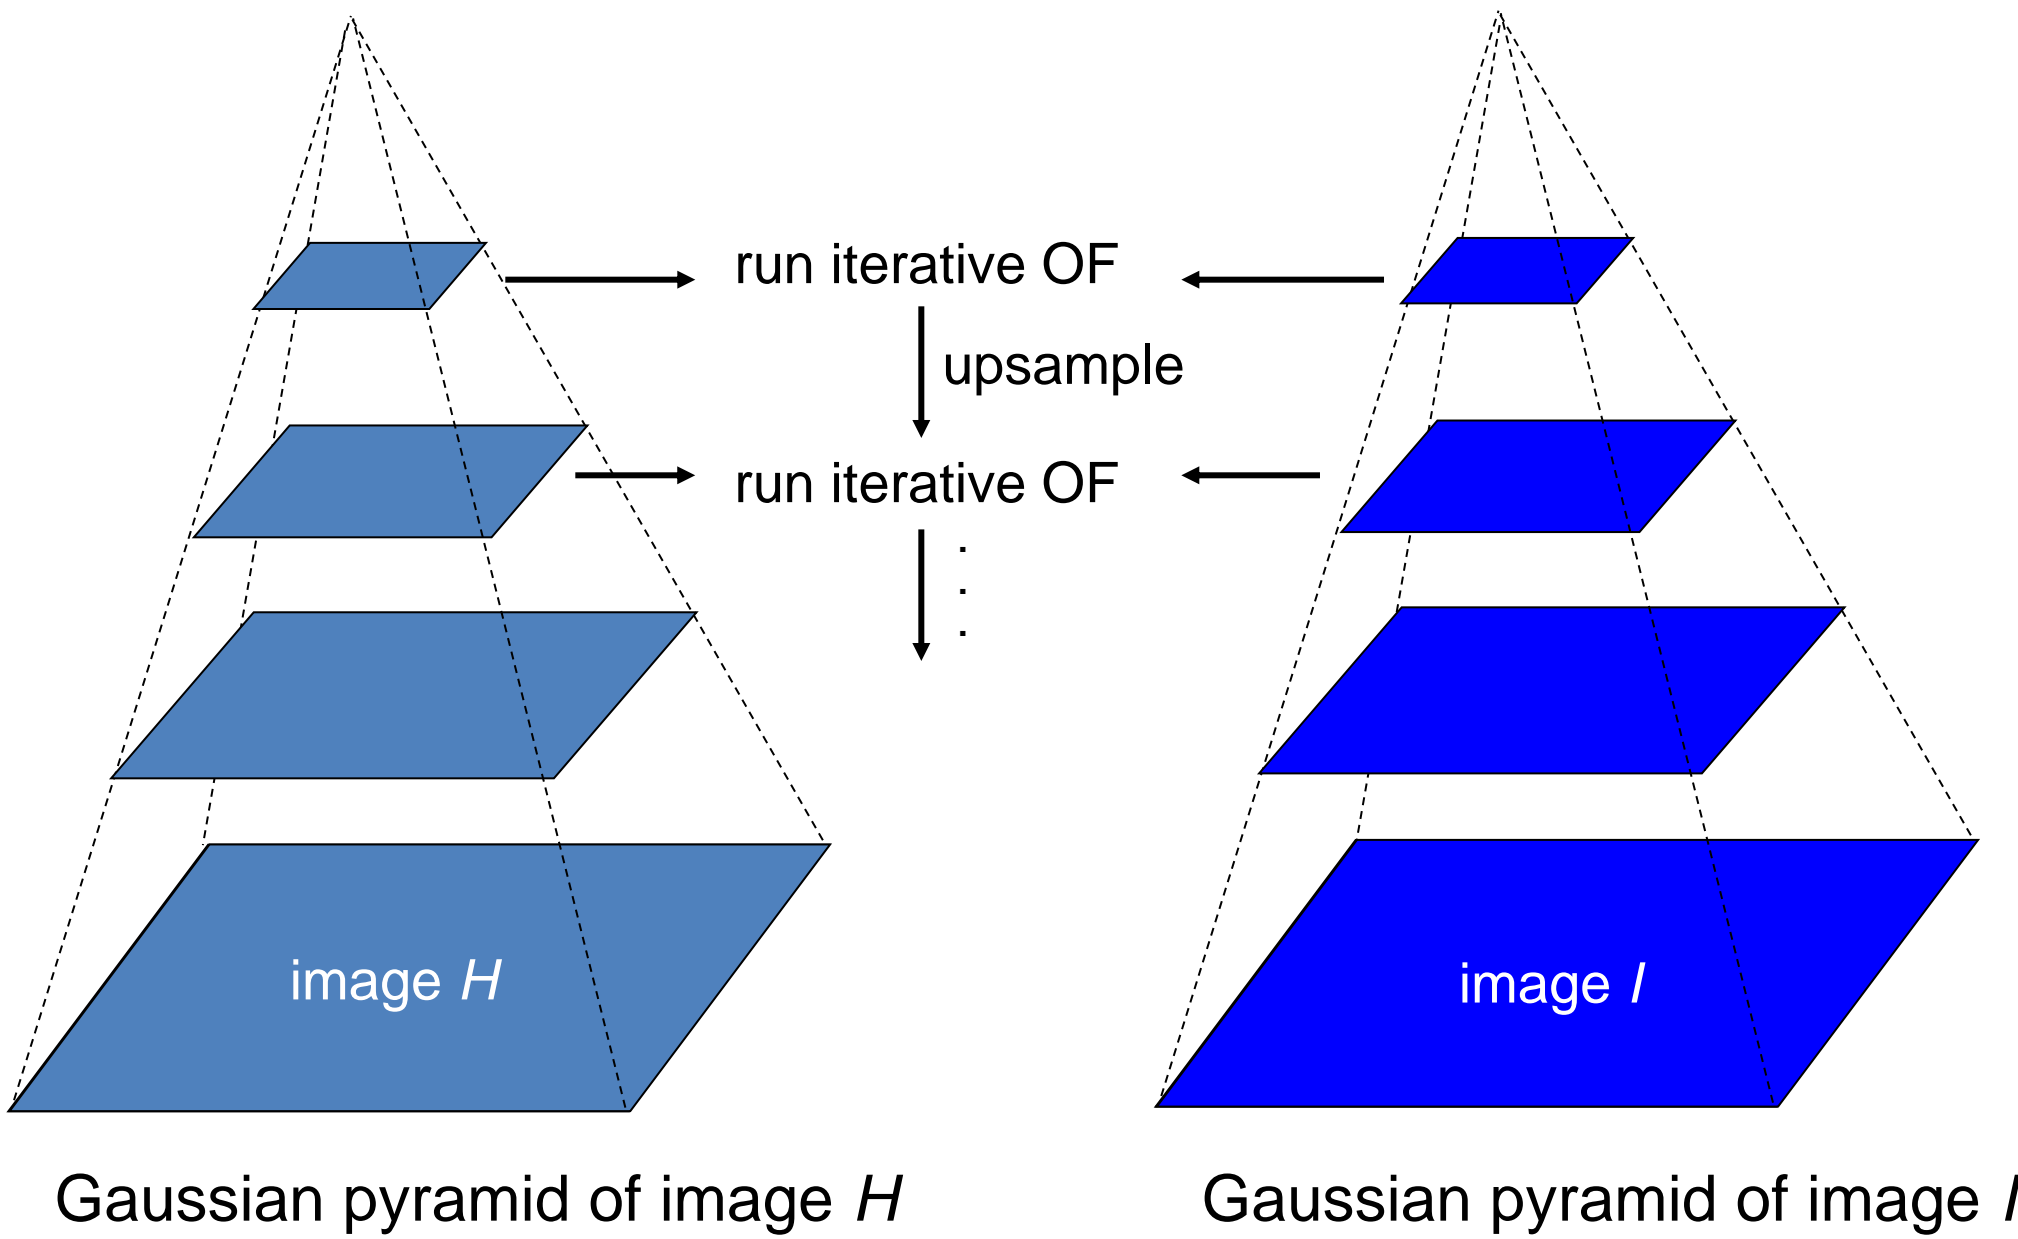 run iterative OF
upsample
run iterative OF
.
.
.
image H
image I
Gaussian pyramid of image H
Gaussian pyramid of image I